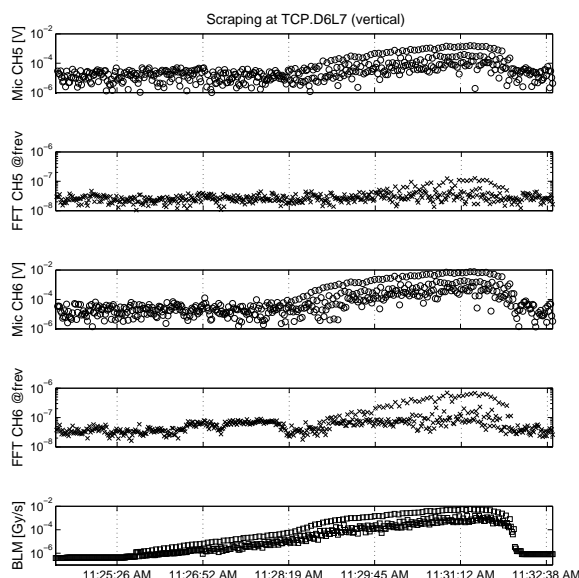 Scraping at TCP.D6L7 (vertical)
Mic CH5 [V]
10⁻²
10⁻⁴
10⁻⁶
FFT CH5 @frev
10⁻⁶
10⁻⁷
10⁻⁸
Mic CH6 [V]
10⁻²
10⁻⁴
10⁻⁶
FFT CH6 @frev
10⁻⁶
10⁻⁷
10⁻⁸
BLM [Gy/s]
10⁻²
10⁻⁴
10⁻⁶
11:25:26 AM 11:26:52 AM 11:28:19 AM 11:29:45 AM 11:31:12 AM 11:32:38 AM